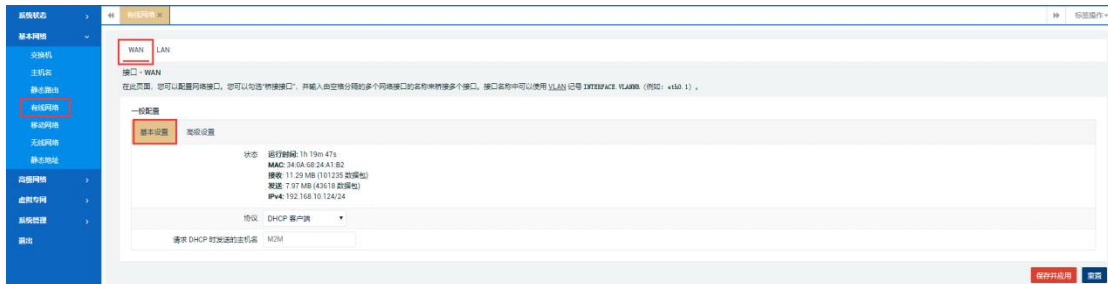 系统状态
有线网络
标签操作
基本网络
交换机
主机名
静态路由
有线网络
移动网络
无线网络
静态地址
高级网络
虚拟专网
系统管理
退出
WAN LAN
接口 - WAN
在此页面，您可以配置网络接口。您可以勾选“桥接接口”，并输入由空格分隔的多个网络接口的名称来桥接多个接口。接口名称中可以使用 VLAN 记号 INTERFACE.VLANNR（例如：eth0.1）。
一般配置
基本设置 高级设置
状态
运行时间: 1h 19m 47s
MAC: 34:0A:68:24:A1:B2
接收: 11.29 MB (101235 数据包)
发送: 7.97 MB (43618 数据包)
IPv4: 192.168.10.124/24
协议 DHCP 客户端
请求 DHCP 时发送的主机名 M2M
保存并应用 重置